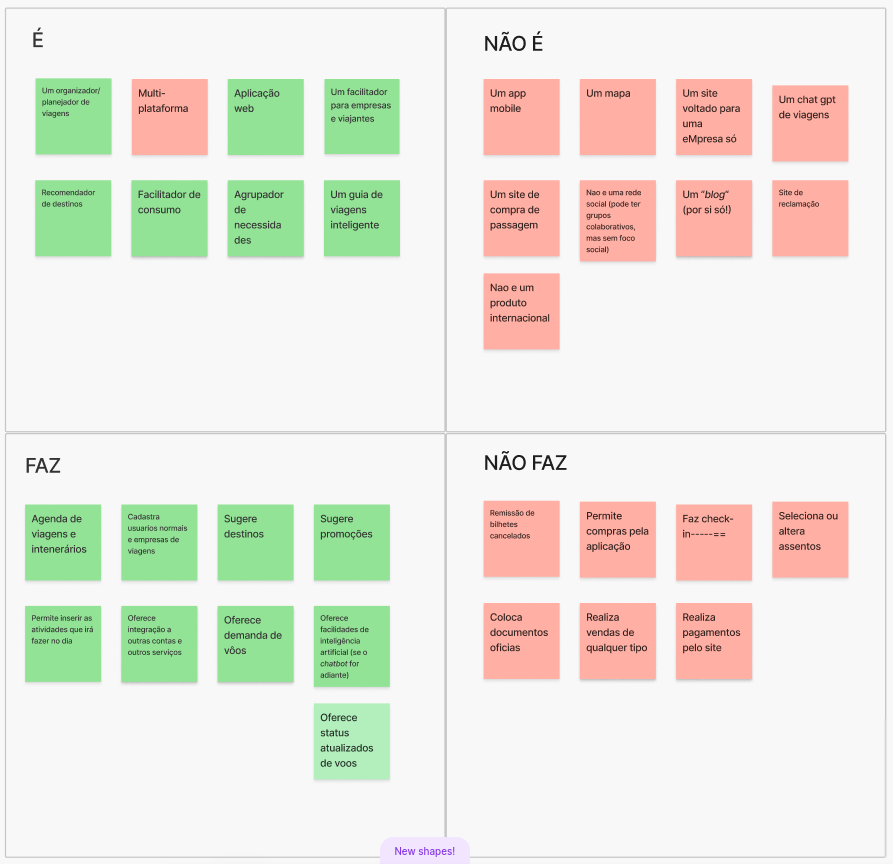 É
Um organizador/
planejador de
viagens
Multi-
plataforma
Aplicação
web
Um facilitador
para empresas
e viajantes
Recomendador
de destinos
Facilitador de
consumo
Agrupador
de
necessida
des
Um guia de
viagens
inteligente
NÃO É
Um app
mobile
Um mapa
Um site
voltado para
uma
eMpresa só
Um chat gpt
de viagens
Um site de
compra de
passagem
Nao e uma rede
social (pode ter
grupos
colaborativos,
mas sem foco
social)
Um "blog"
(por si só!)
Site de
reclamação
Nao e um
produto
internacional
FAZ
Agenda de
viagens e
intenerários
Cadastra
usuarios normais
e empresas de
viagens
Sugere
destinos
Sugere
promoções
Permite inserir as
atividades que irá
fazer no dia
Oferece
integração a
outras contas e
outros serviços
Oferece
demanda de
vôos
Oferece
facilidades de
inteligência
artificial (se o
chatbot for
adiante)
Oferece
status
atualizados
de voos
NÃO FAZ
Remissão de
bilhetes
cancelados
Permite
compras pela
aplicação
Faz check-
in-----==
Seleciona ou
altera
assentos
Coloca
documentos
oficias
Realiza
vendas de
qualquer tipo
Realiza
pagamentos
pelo site
New shapes!